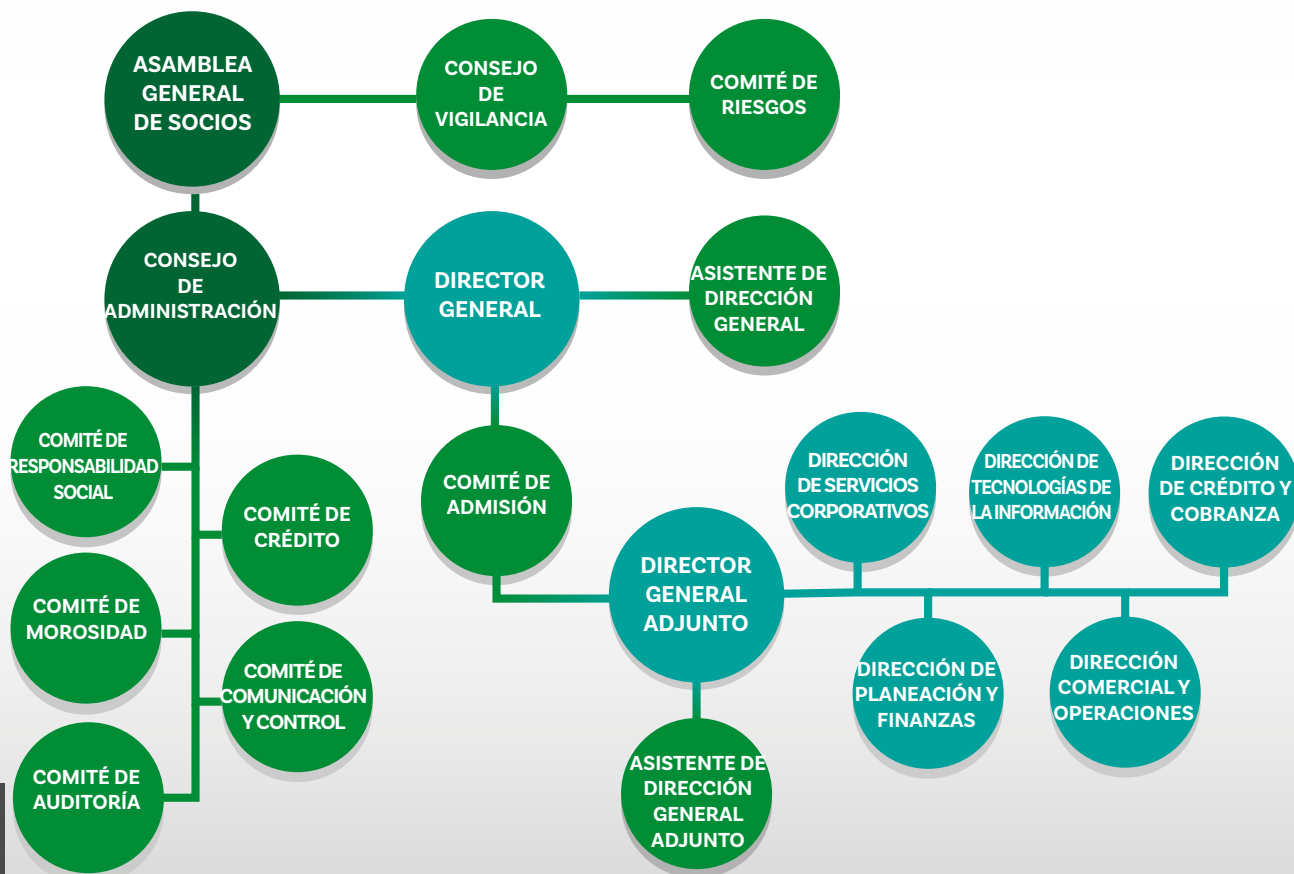 ASAMBLEA
GENERAL
DE SOCIOS
CONSEJO
DE
VIGILANCIA
COMITÉ DE
RIESGOS
CONSEJO
DE
ADMINISTRACIÓN
DIRECTOR
GENERAL
ASISTENTE DE
DIRECCIÓN
GENERAL
COMITÉ DE
RESPONSABILIDAD
SOCIAL
COMITÉ DE
CRÉDITO
COMITÉ DE
MOROSIDAD
COMITÉ DE
COMUNICACIÓN
Y CONTROL
COMITÉ DE
AUDITORÍA
COMITÉ DE
ADMISIÓN
DIRECTOR
GENERAL
ADJUNTO
ASISTENTE DE
DIRECCIÓN
GENERAL
ADJUNTO
DIRECCIÓN
DE SERVICIOS
CORPORATIVOS
DIRECCIÓN DE
TECNOLOGÍAS DE
LA INFORMACIÓN
DIRECCIÓN
DE CRÉDITO Y
COBRANZA
DIRECCIÓN DE
PLANEACIÓN Y
FINANZAS
DIRECCIÓN
COMERCIAL Y
OPERACIONES